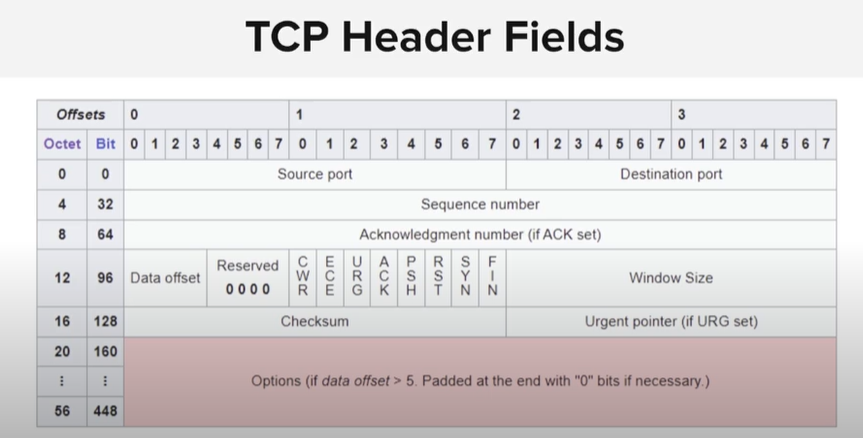 TCP Header Fields
Offsets 0 1 2 3
Octet Bit 0 1 2 3 4 5 6 7 0 1 2 3 4 5 6 7 0 1 2 3 4 5 6 7 0 1 2 3 4 5 6 7
0 0 Source port Destination port
4 32 Sequence number
8 64 Acknowledgment number (if ACK set)
12 96 Data offset Reserved 0 0 0 0 CWR ECE URG ACK PSH RST SYN FIN Window Size
16 128 Checksum Urgent pointer (if URG set)
20 160
⋮ ⋮ Options (if data offset > 5. Padded at the end with "0" bits if necessary.)
56 448